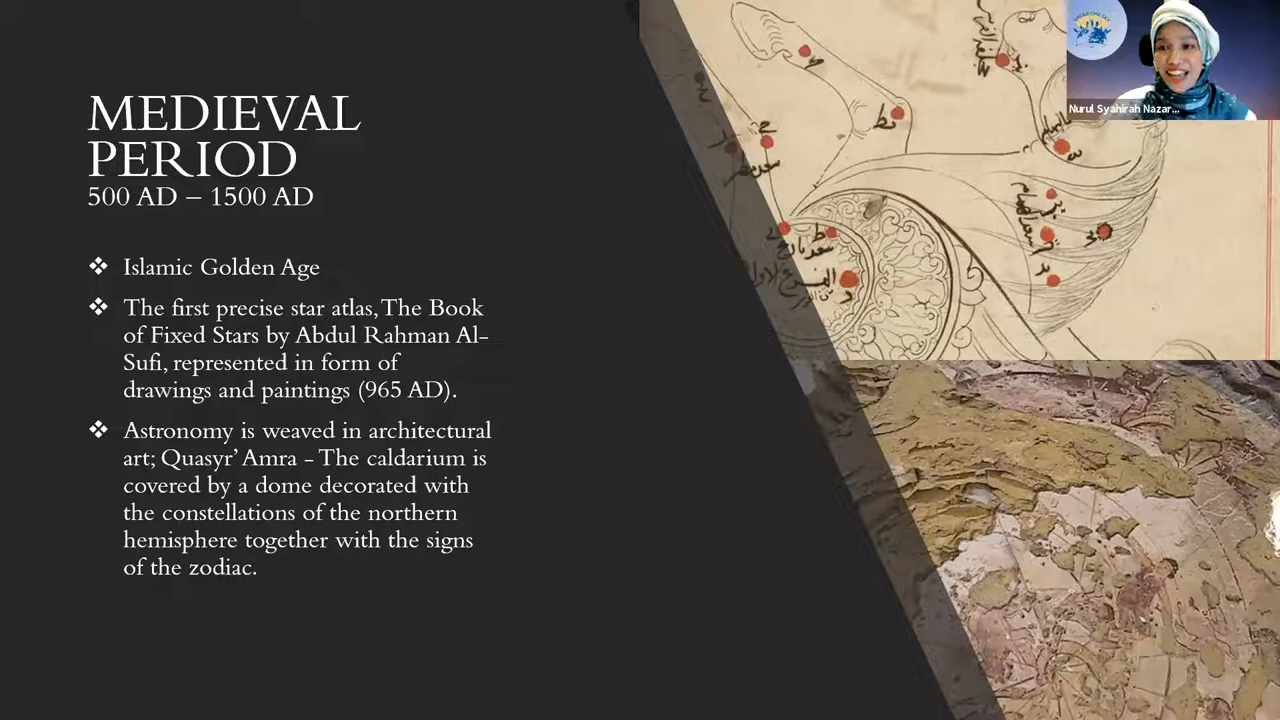 MEDIEVAL
PERIOD
500 AD – 1500 AD
❖ Islamic Golden Age
❖ The first precise star atlas, The Book
of Fixed Stars by Abdul Rahman Al-
Sufi, represented in form of
drawings and paintings (965 AD).
❖ Astronomy is weaved in architectural
art; Quasyr’ Amra - The caldarium is
covered by a dome decorated with
the constellations of the northern
hemisphere together with the signs
of the zodiac.
Nurul Syahirah Nazar...